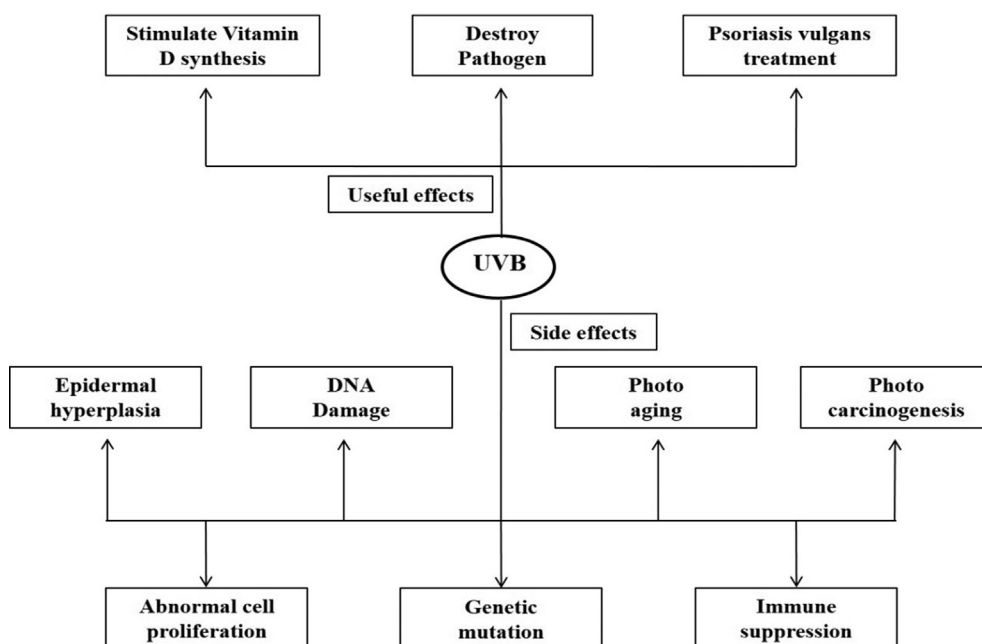 Stimulate Vitamin
D synthesis
Destroy
Pathogen
Psoriasis vulgans
treatment
Useful effects
UVB
Side effects
Epidermal
hyperplasia
DNA
Damage
Photo
aging
Photo
carcinogenesis
Abnormal cell
proliferation
Genetic
mutation
Immune
suppression